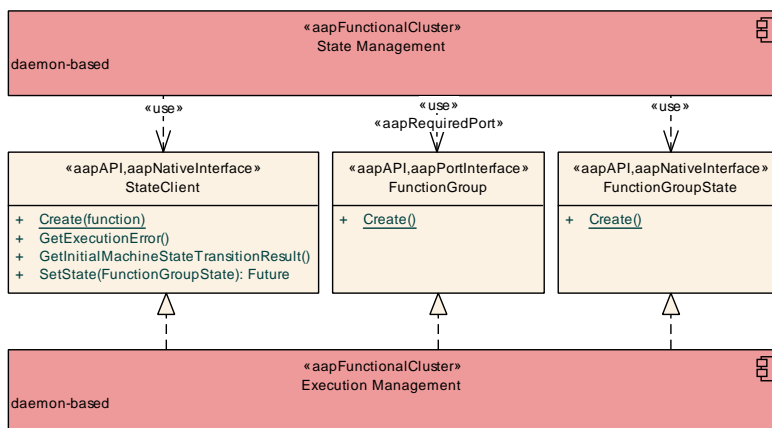 «aapFunctionalCluster»
State Management
daemon-based
«use»
«use»
«use»
«aapRequiredPort»
«aapAPI,aapNativeInterface»
StateClient
+ Create(function)
+ GetExecutionError()
+ GetInitialMachineStateTransitionResult()
+ SetState(FunctionGroupState): Future
«aapAPI,aapPortInterface»
FunctionGroup
+ Create()
«aapAPI,aapNativeInterface»
FunctionGroupState
+ Create()
«aapFunctionalCluster»
Execution Management
daemon-based